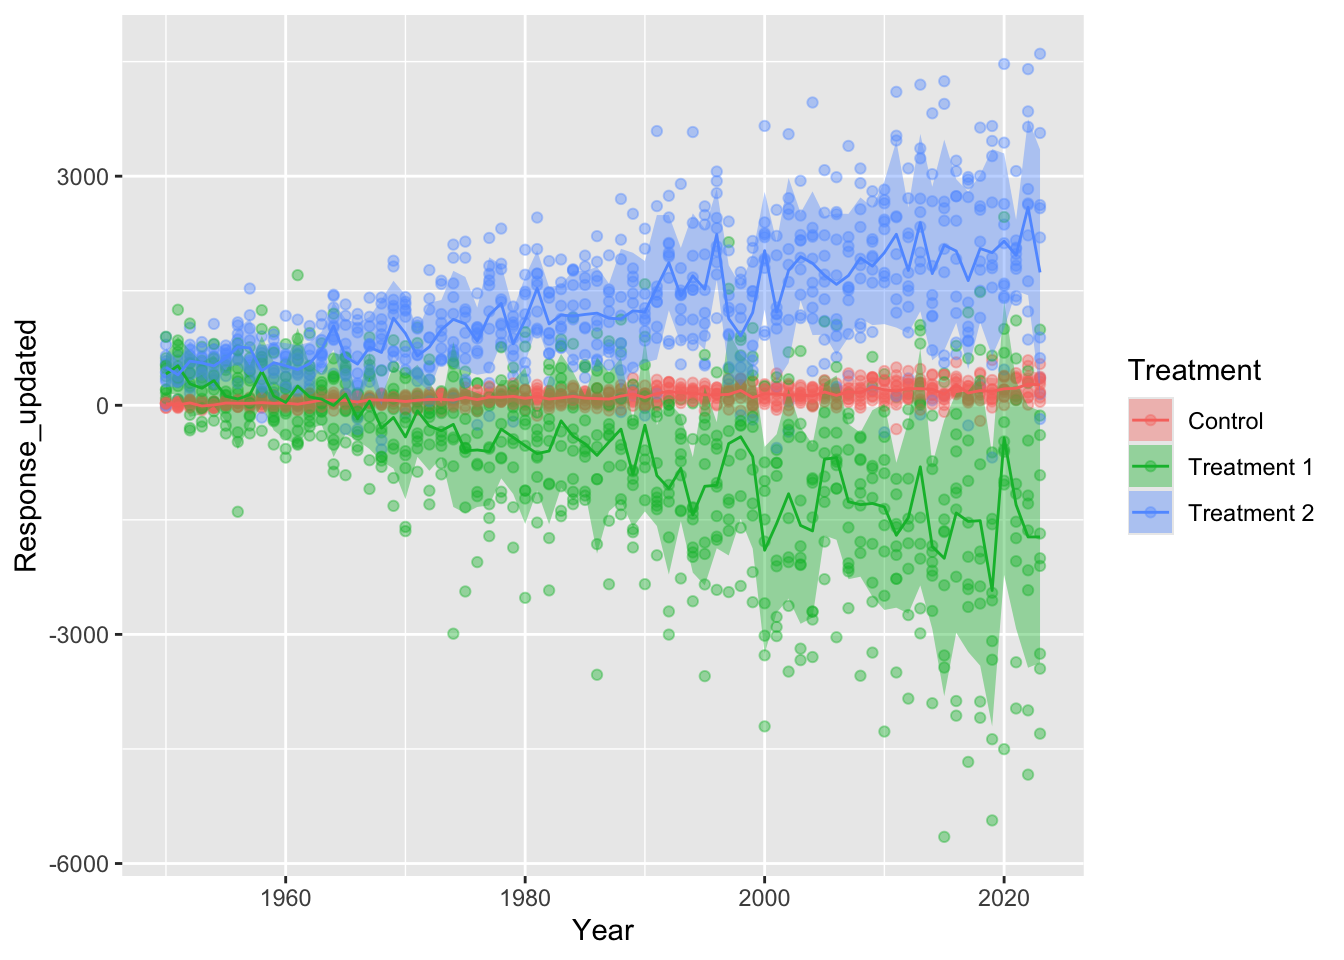 Response_updated
3000
0
-3000
-6000
1960
1980
2000
2020
Year
Treatment
Control
Treatment 1
Treatment 2